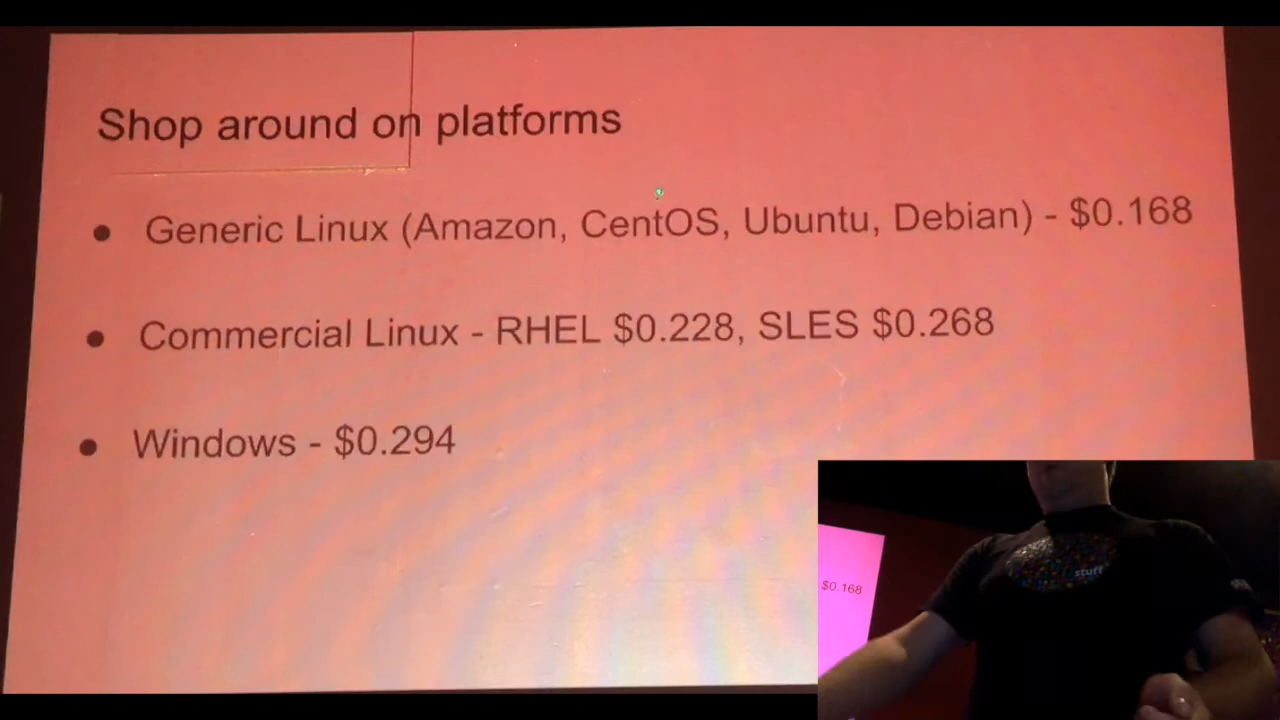 Shop around on platforms
● Generic Linux (Amazon, CentOS, Ubuntu, Debian) - $0.168
● Commercial Linux - RHEL $0.228, SLES $0.268
● Windows - $0.294
$0.168
stuff